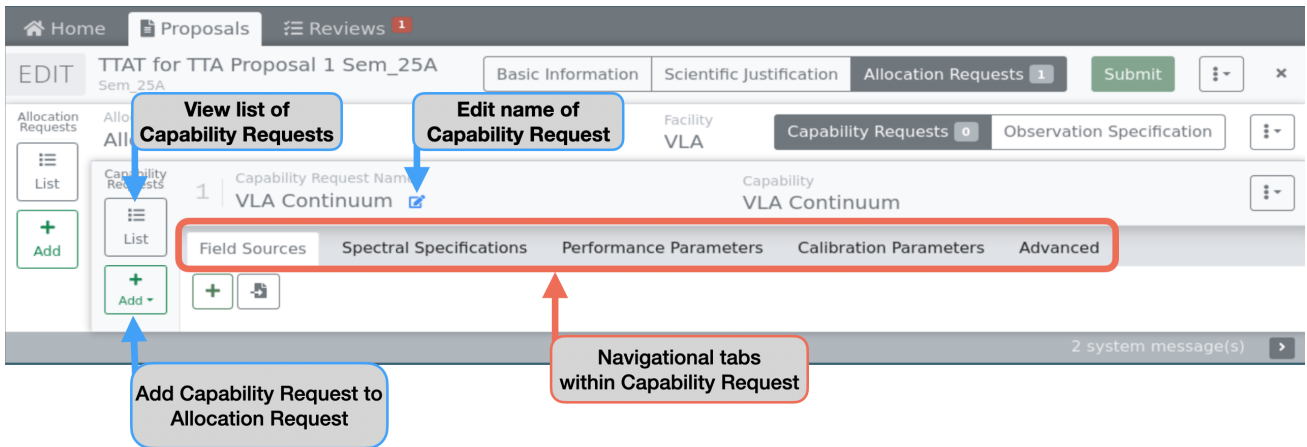 Home
Proposals
Reviews 1
EDIT
TTAT for TTA Proposal 1 Sem_25A
Sem_25A
Basic Information
Scientific Justification
Allocation Requests 1
Submit
×
Allocation
Requests
List
Add
View list of
Capability Requests
Edit name of
Capability Request
Facility
VLA
Capability Requests 0
Observation Specification
Capability
Requests
List
Add
1
Capability Request Name
VLA Continuum
Capability
VLA Continuum
Field Sources
Spectral Specifications
Performance Parameters
Calibration Parameters
Advanced
2 system message(s)
Add Capability Request to
Allocation Request
Navigational tabs
within Capability Request